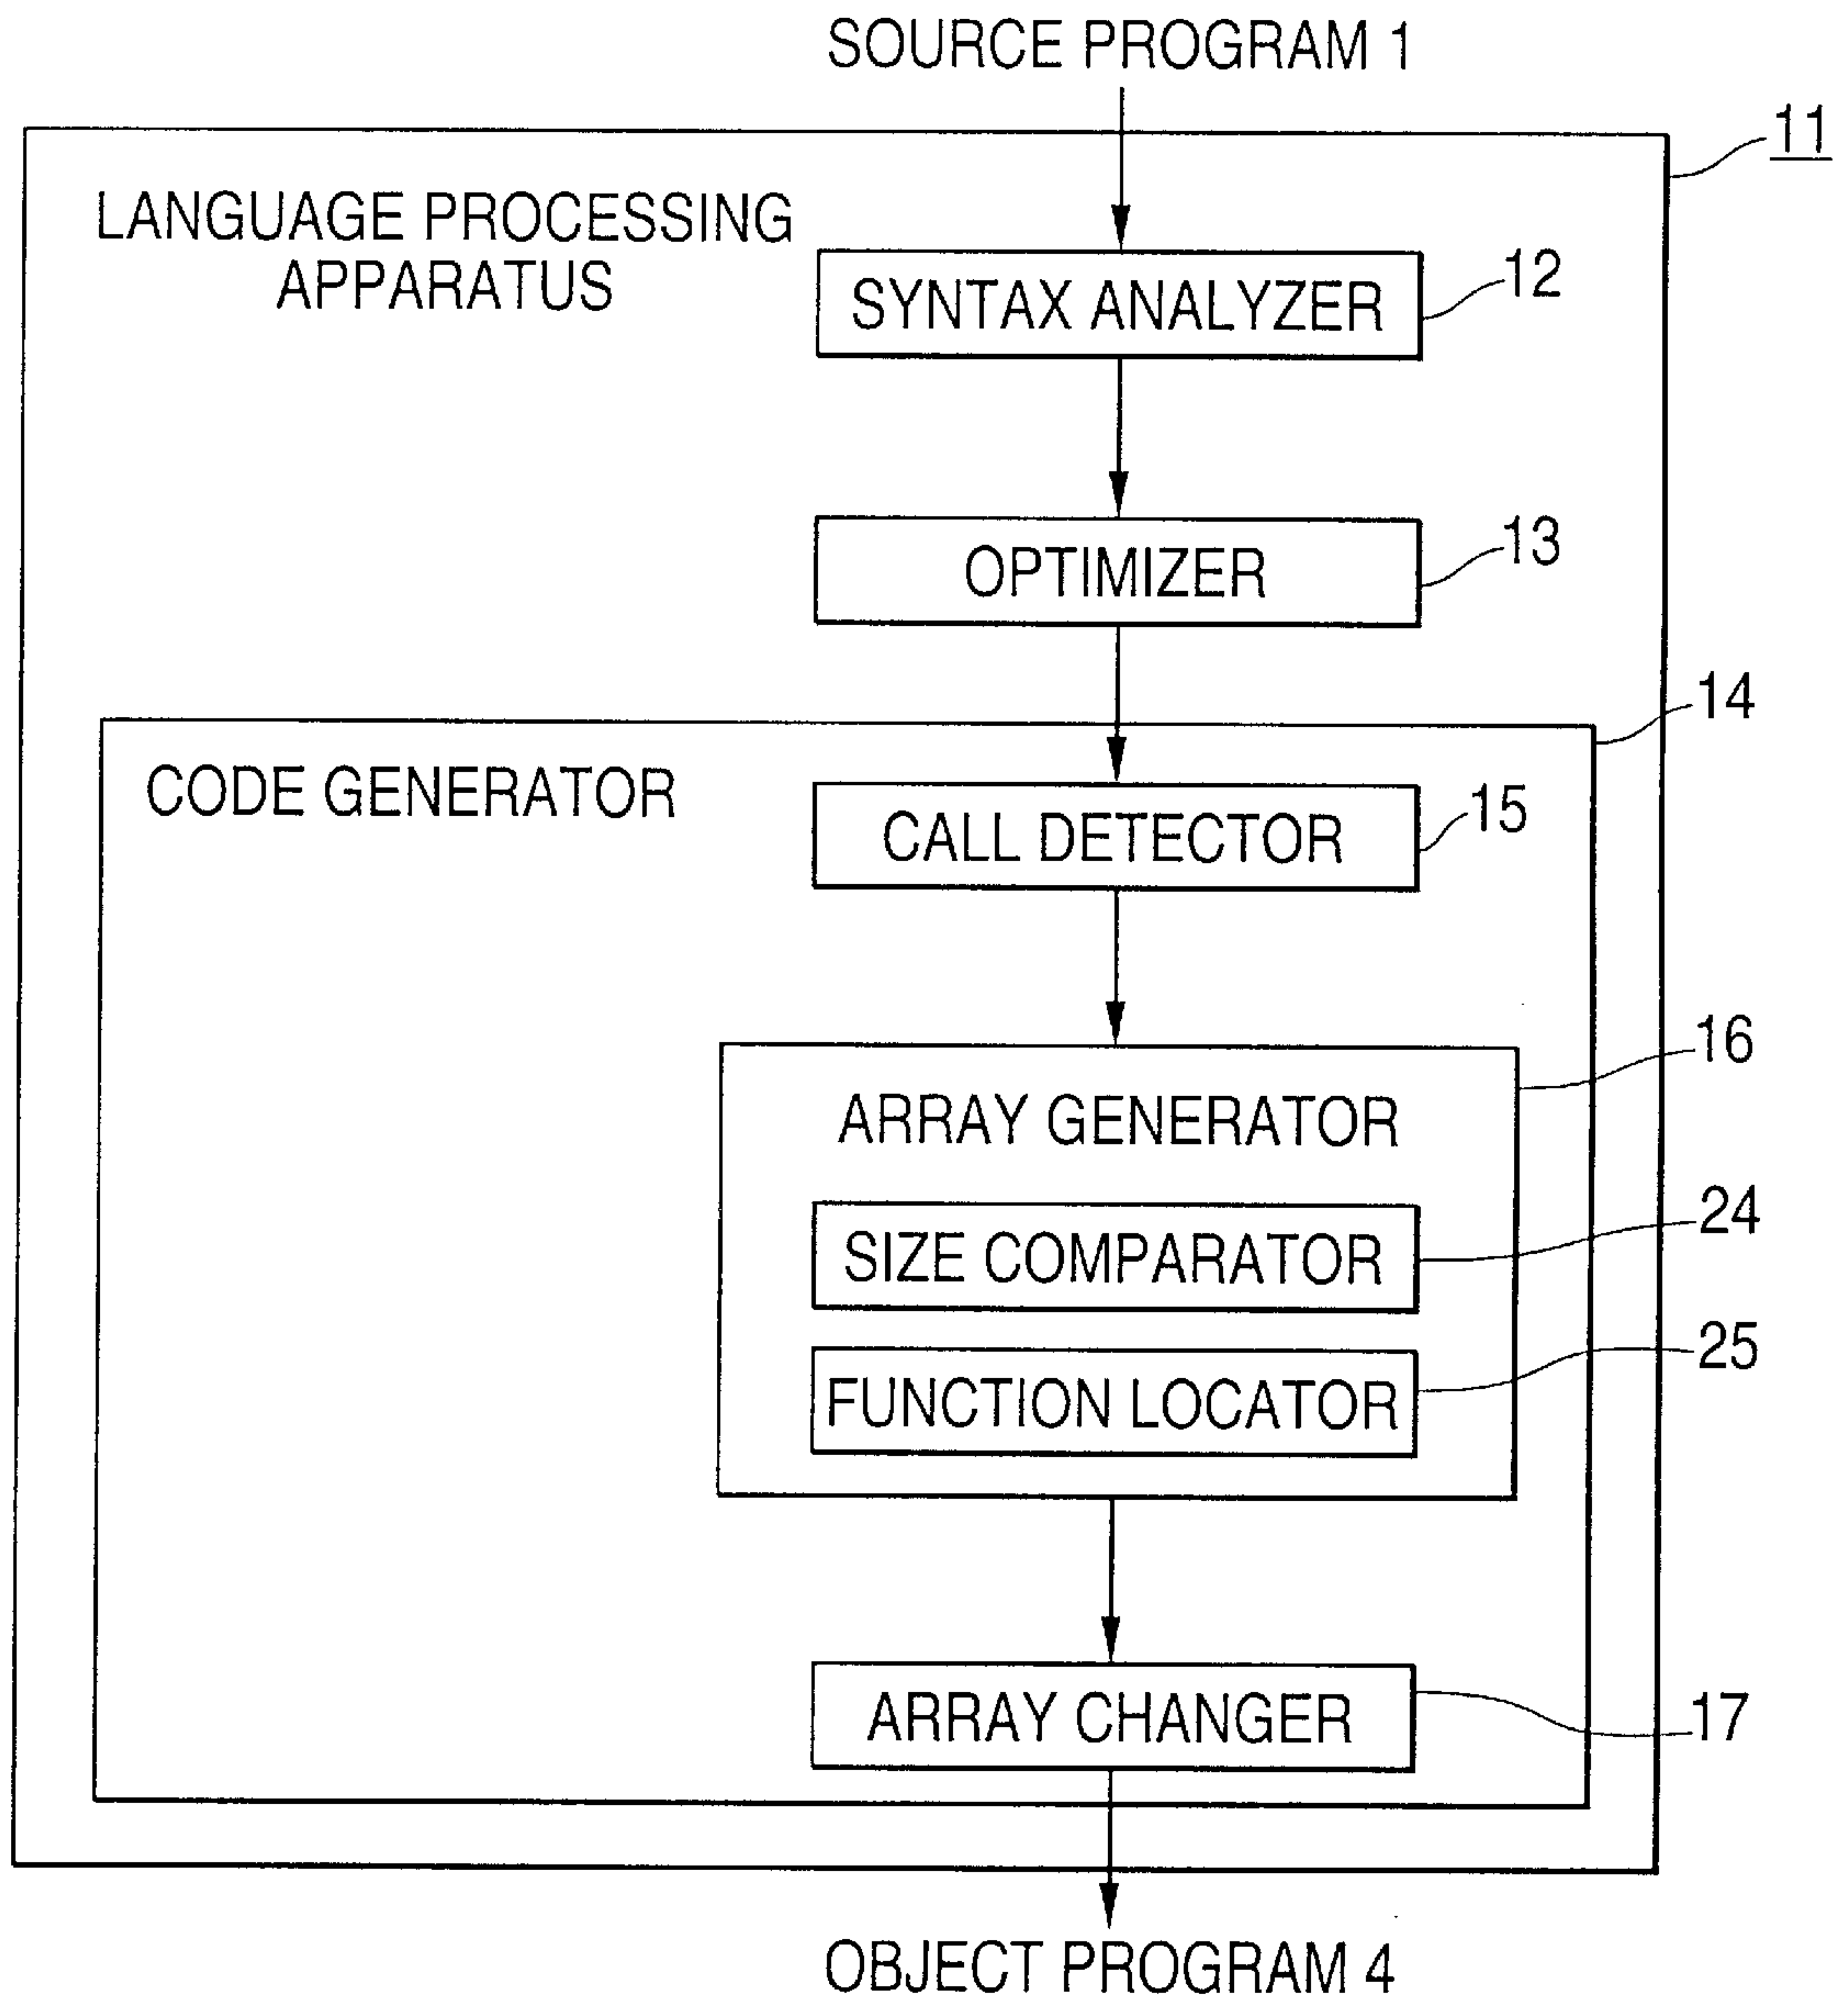 SOURCE PROGRAM 1
11
LANGUAGE PROCESSING
APPARATUS
SYNTAX ANALYZER
12
OPTIMIZER
13
14
CODE GENERATOR
CALL DETECTOR
15
16
ARRAY GENERATOR
SIZE COMPARATOR
24
FUNCTION LOCATOR
25
ARRAY CHANGER
17
OBJECT PROGRAM 4